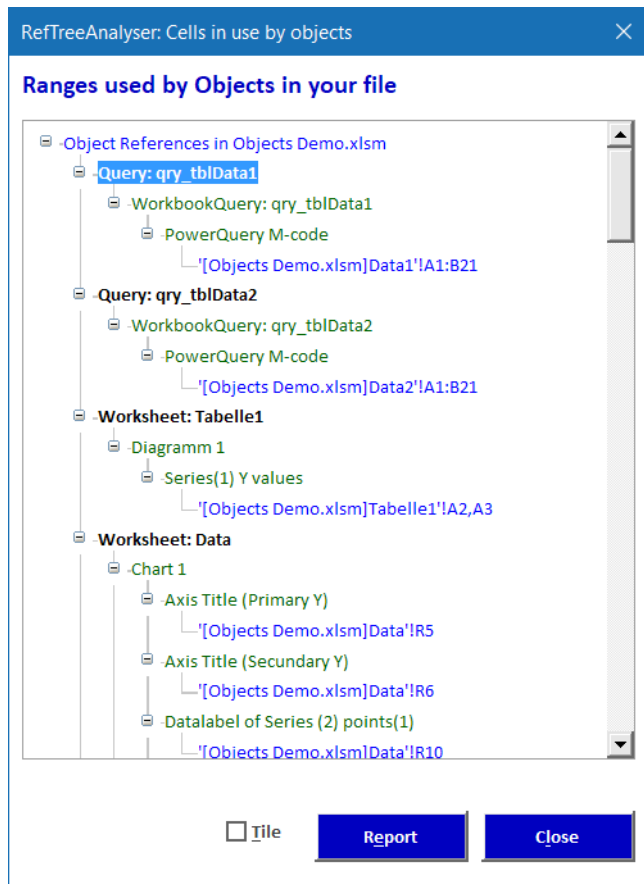 RefTreeAnalyser: Cells in use by objects
Ranges used by Objects in your file
Object References in Objects Demo.xlsm
Query: qry_tblData1
WorkbookQuery: qry_tblData1
PowerQuery M-code
'[Objects Demo.xlsm]Data1'!A1:B21
Query: qry_tblData2
WorkbookQuery: qry_tblData2
PowerQuery M-code
'[Objects Demo.xlsm]Data2'!A1:B21
Worksheet: Tabelle1
Diagramm 1
Series(1) Y values
'[Objects Demo.xlsm]Tabelle1'!A2,A3
Worksheet: Data
Chart 1
Axis Title (Primary Y)
'[Objects Demo.xlsm]Data'!R5
Axis Title (Secundary Y)
'[Objects Demo.xlsm]Data'!R6
Datalabel of Series (2) points(1)
'[Objects Demo.xlsm]Data'!R10
Tile Report Close